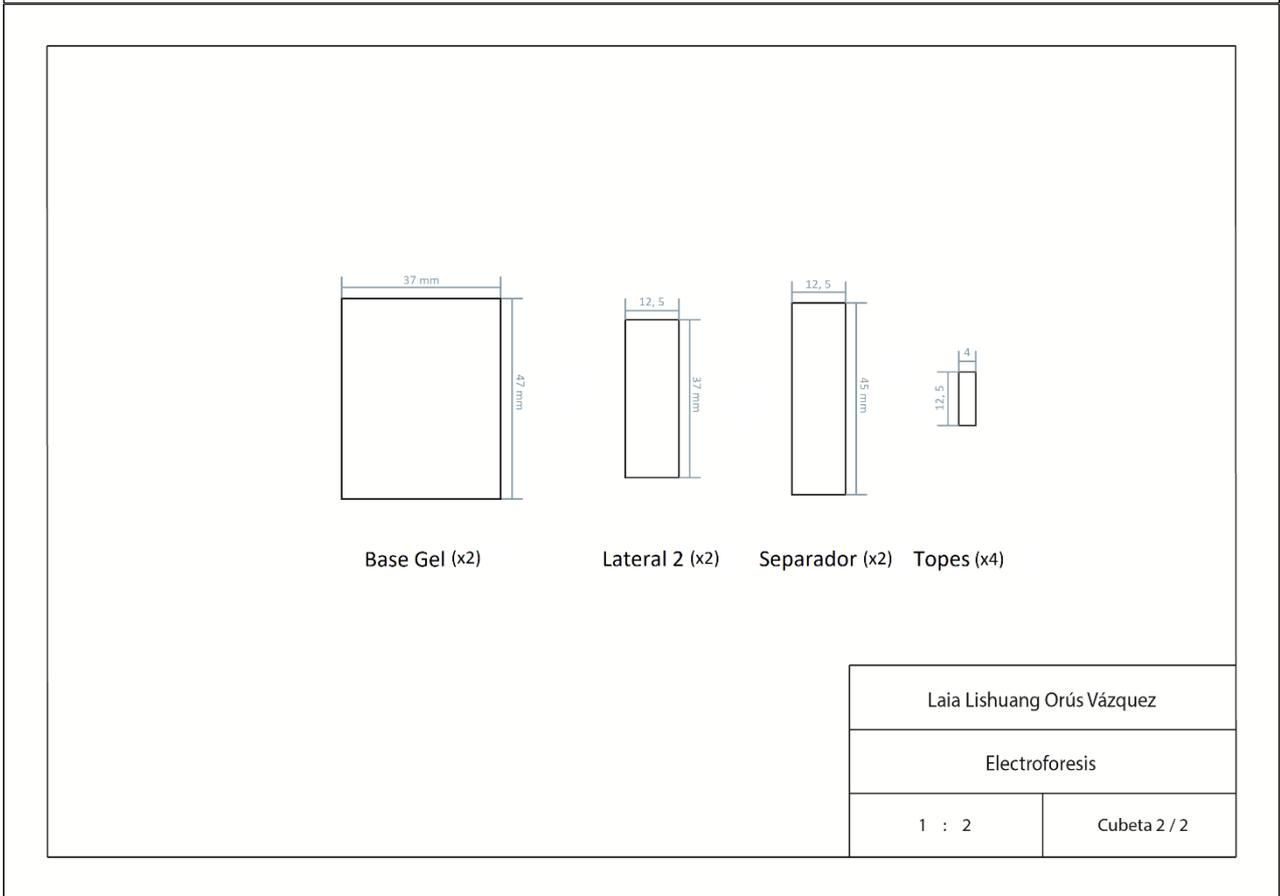 37 mm
47 mm
12, 5
37 mm
12, 5
45 mm
4
12, 5
Base Gel (x2)
Lateral 2 (x2)
Separador (x2)
Topes (x4)
Laia Lishuang Orús Vázquez
Electroforesis
1 : 2
Cubeta 2 / 2